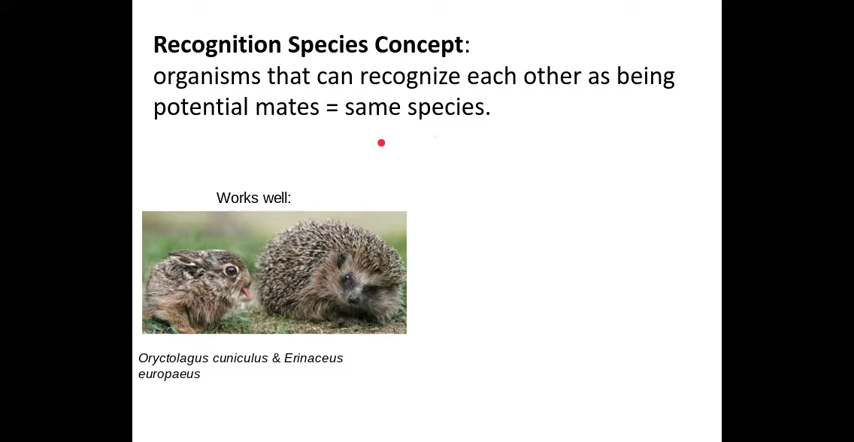 Recognition Species Concept:
organisms that can recognize each other as being
potential mates = same species.
Works well:
Oryctolagus cuniculus & Erinaceus
europaeus